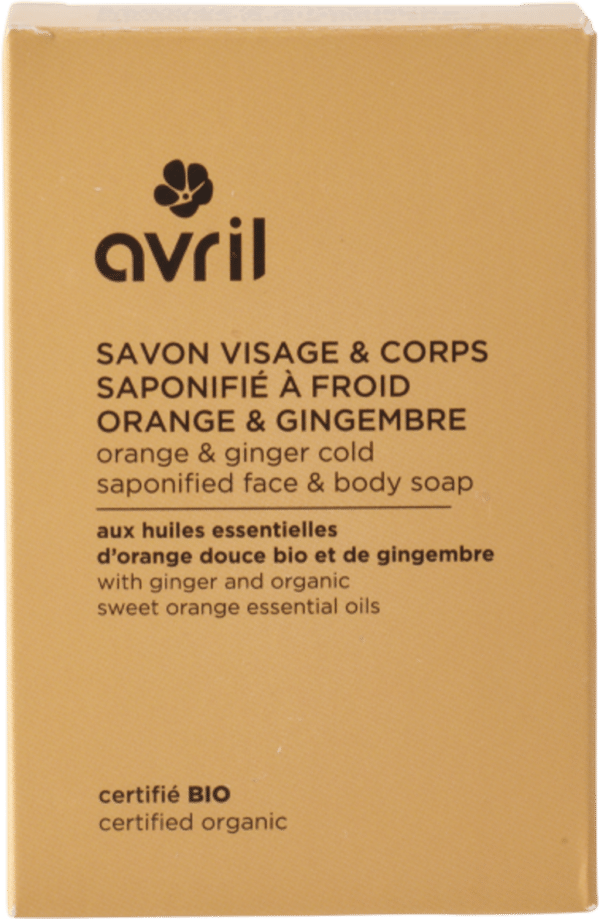 avril
SAVON VISAGE & CORPS
SAPONIFIÉ À FROID
ORANGE & GINGEMBRE
orange & ginger cold
saponified face & body soap
aux huiles essentielles
d'orange douce bio et de gingembre
with ginger and organic
sweet orange essential oils
certifié BIO
certified organic